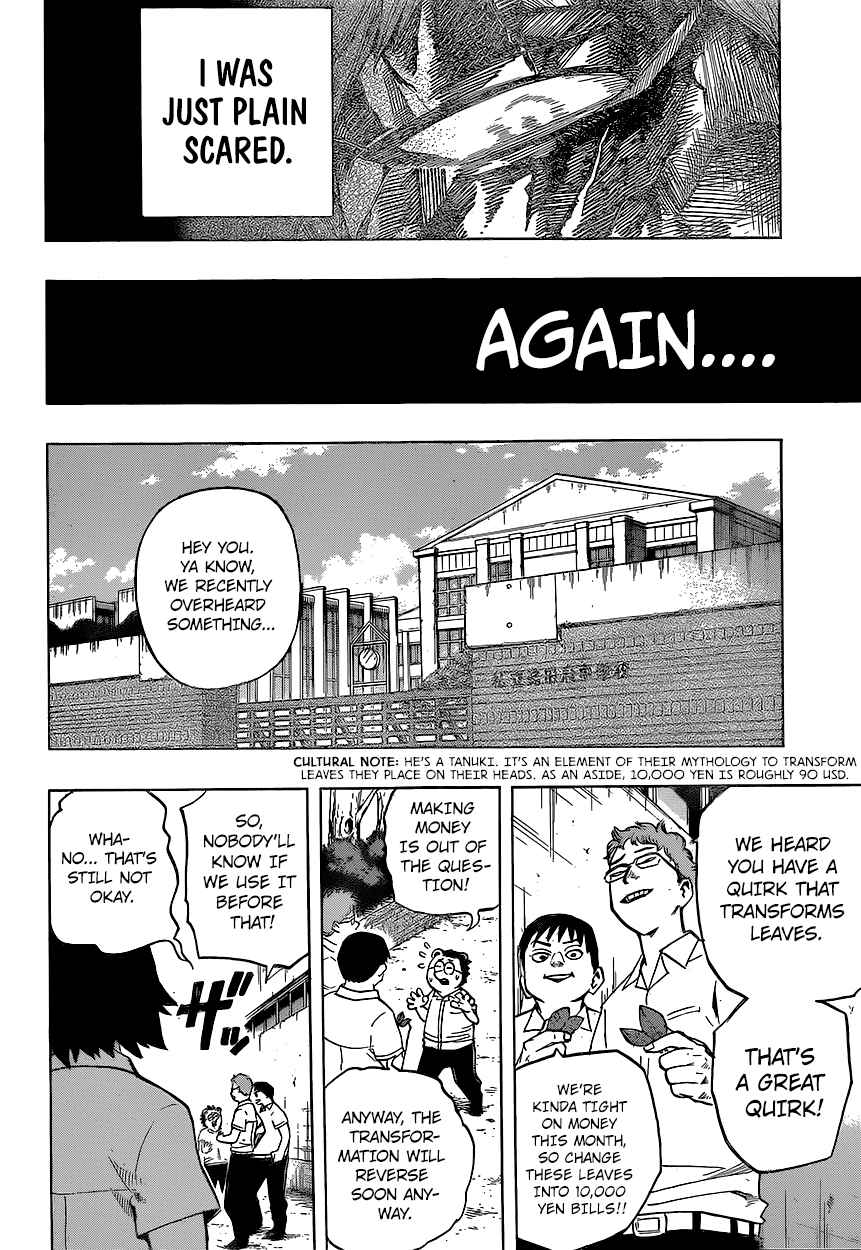 I WAS
JUST PLAIN
SCARED.
AGAIN....
HEY YOU.
YA KNOW,
WE RECENTLY
OVERHEARD
SOMETHING...
CULTURAL NOTE: HE'S A TANUKI. IT'S AN ELEMENT OF THEIR MYTHOLOGY TO TRANSFORM
LEAVES THEY PLACE ON THEIR HEADS. AS AN ASIDE, 10,000 YEN IS ROUGHLY 90 USD.
WE HEARD
YOU HAVE A
QUIRK THAT
TRANSFORMS
LEAVES.
THAT'S
A GREAT
QUIRK!
WE'RE
KINDA TIGHT
ON MONEY
THIS MONTH,
SO CHANGE
THESE LEAVES
INTO 10,000
YEN BILLS!!
MAKING
MONEY
IS OUT OF
THE QUES-
TION!
ANYWAY, THE
TRANSFOR-
MATION WILL
REVERSE
SOON ANY-
WAY.
SO,
NOBODY'LL
KNOW IF
WE USE IT
BEFORE
THAT!
WHA-
NO... THAT'S
STILL NOT
OKAY.
ザッ